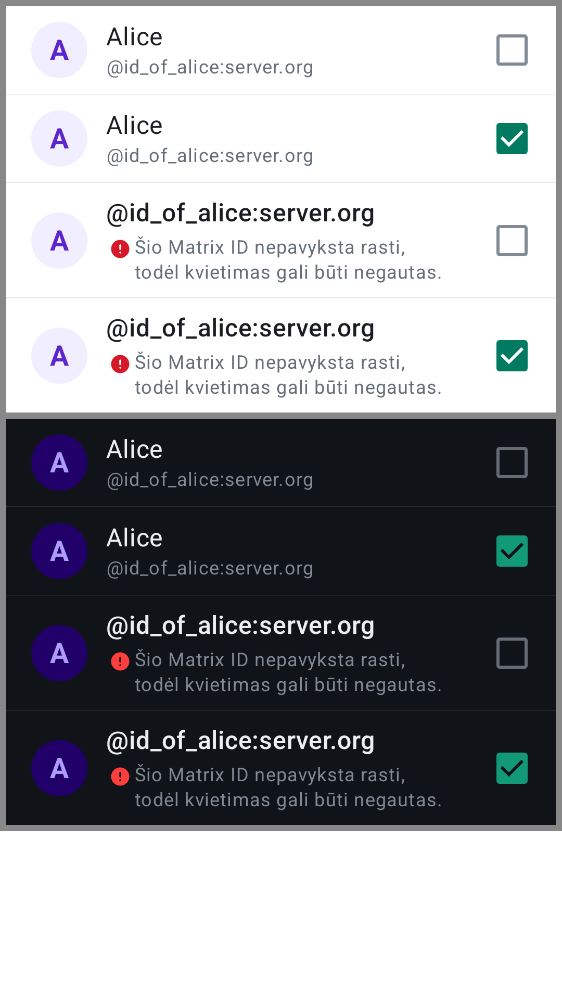 A
Alice
@id_of_alice:server.org
A
Alice
@id_of_alice:server.org
A
@id_of_alice:server.org
Šio Matrix ID nepavyksta rasti,
todėl kvietimas gali būti negautas.
A
@id_of_alice:server.org
Šio Matrix ID nepavyksta rasti,
todėl kvietimas gali būti negautas.
A
Alice
@id_of_alice:server.org
A
Alice
@id_of_alice:server.org
A
@id_of_alice:server.org
Šio Matrix ID nepavyksta rasti,
todėl kvietimas gali būti negautas.
A
@id_of_alice:server.org
Šio Matrix ID nepavyksta rasti,
todėl kvietimas gali būti negautas.